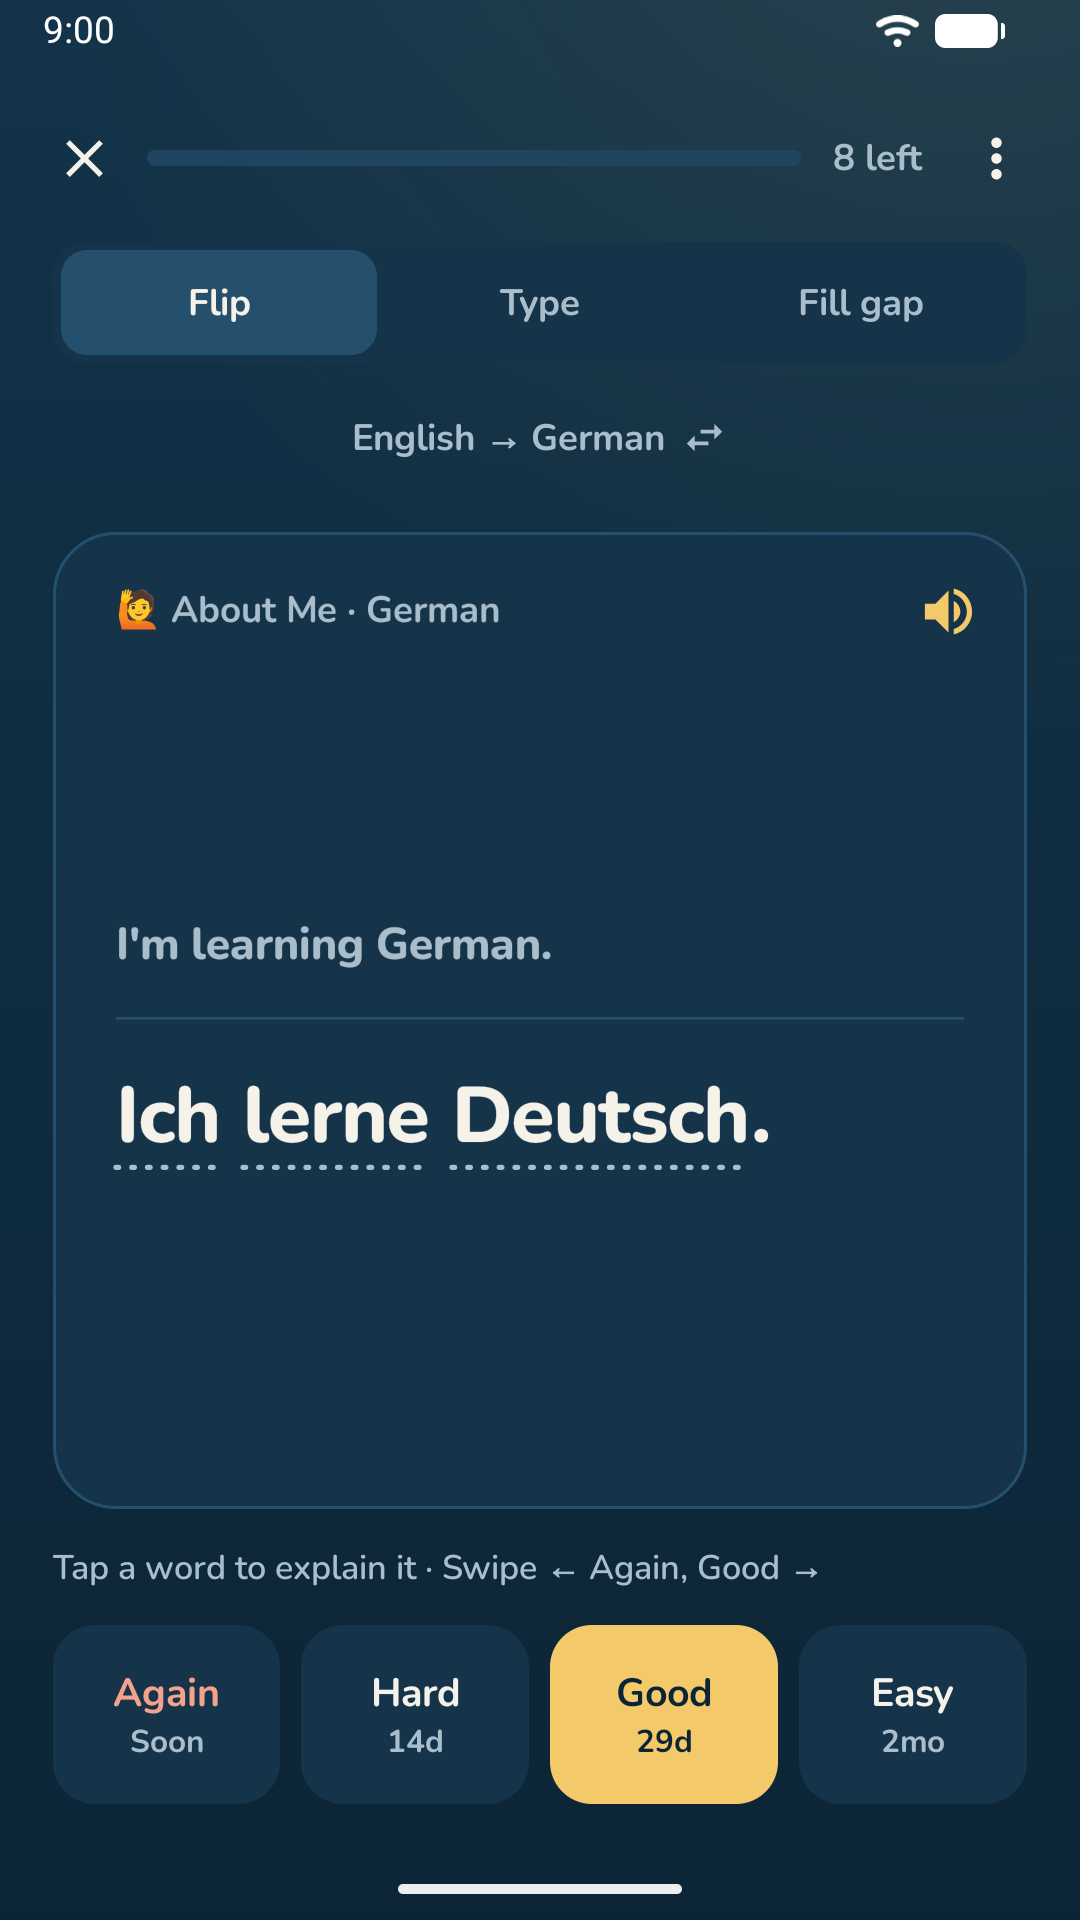 9:00
8 left
Flip Type Fill gap
English → German
🙋 About Me · German
I'm learning German.
Ich lerne Deutsch.
Tap a word to explain it · Swipe ← Again, Good →
Again Hard Good Easy
Soon 14d 29d 2mo